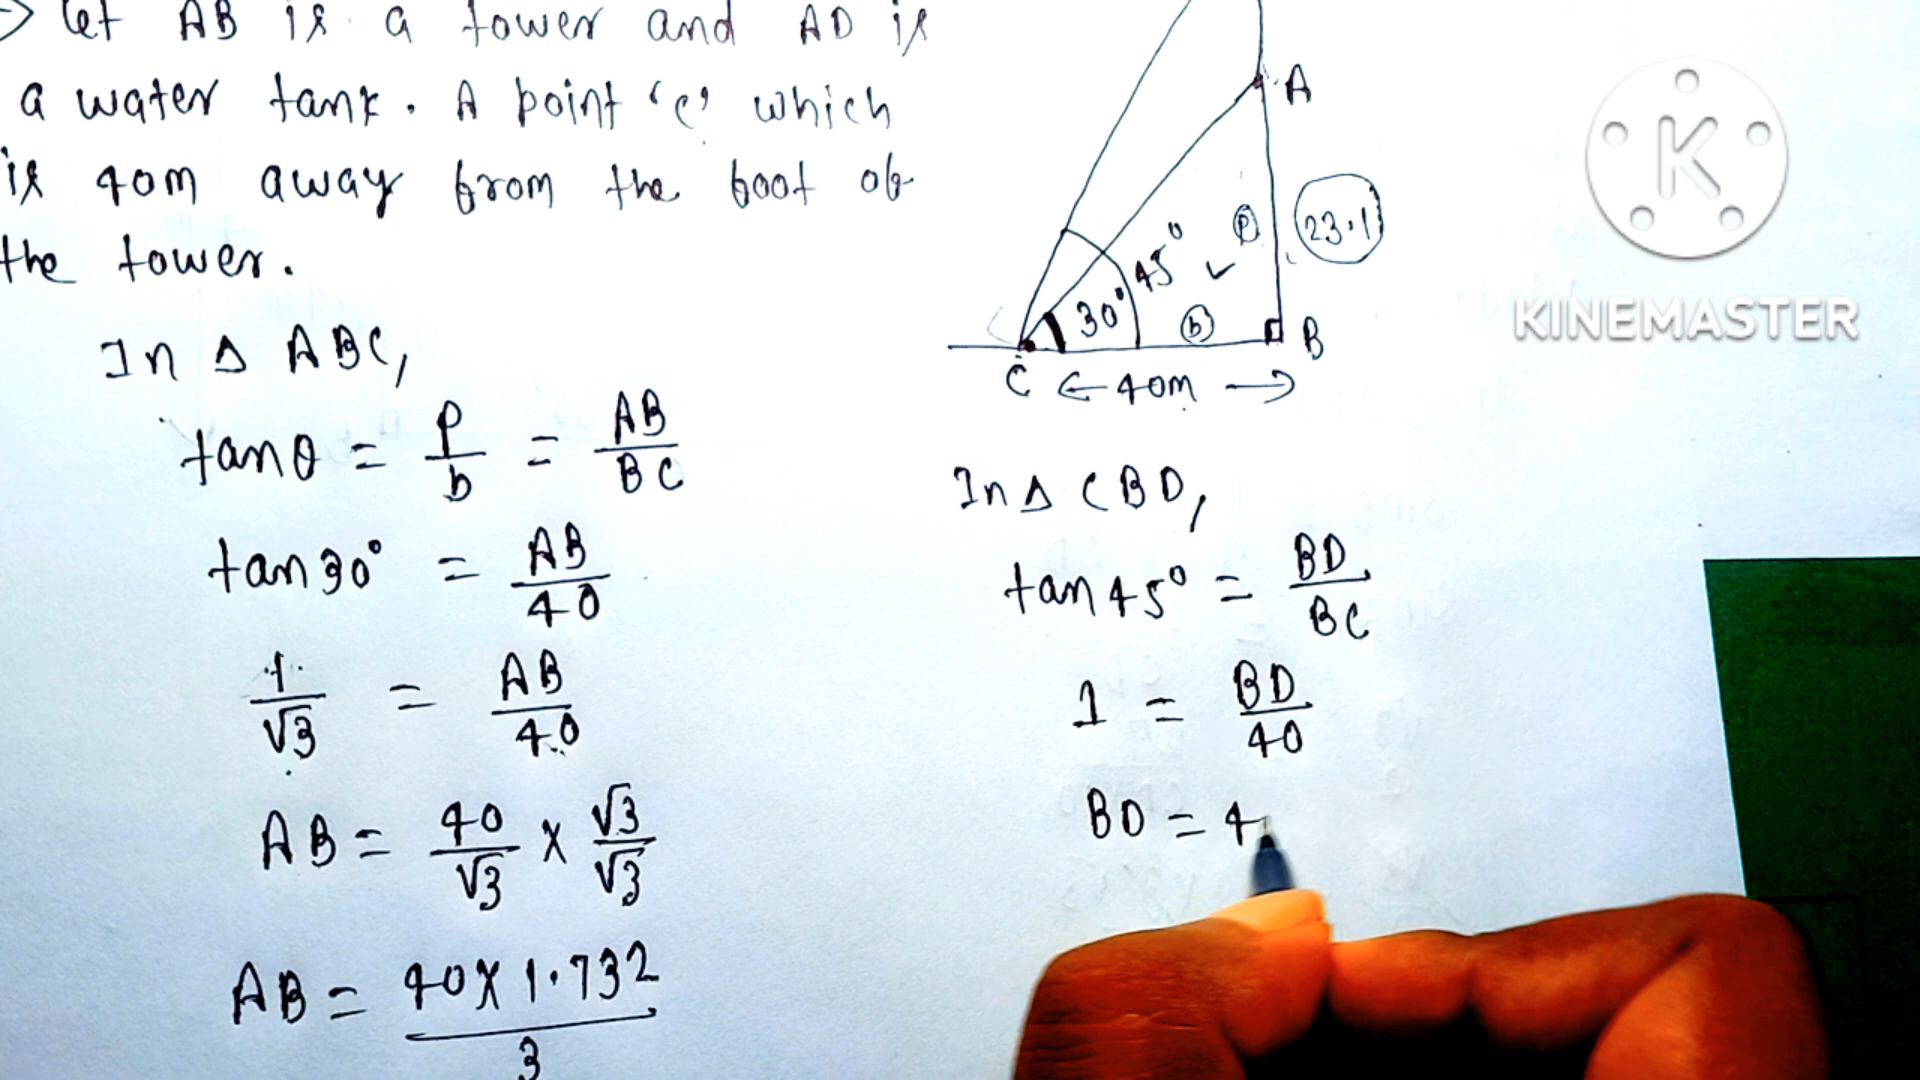 → Let AB is a tower and AD is
a water tank. A point 'c' which
is 40m away from the foot of
the tower.
In Δ ABC,
tanθ = p/b = AB/BC
tan30° = AB/40
1/√3 = AB/40
AB = 40/√3 × √3/√3
AB = 40×1.732/3
A
23.1
p
45°
30°
b
B
C ← 40m →
In Δ CBD,
tan45° = BD/BC
1 = BD/40
BD = 4
K
KINEMASTER